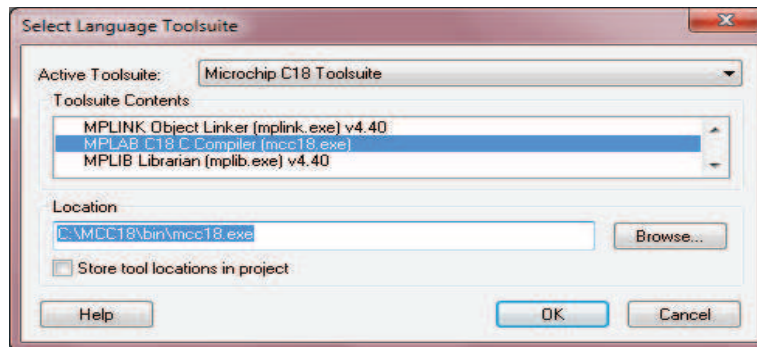 Select Language Toolsuite
Active Toolsuite: Microchip C18 Toolsuite
Toolsuite Contents
MPLINK Object Linker (mplink.exe) v4.40
MPLAB C18 C Compiler (mcc18.exe)
MPLIB Librarian (mplib.exe) v4.40
Location
C:\MCC18\bin\mcc18.exe Browse...
Store tool locations in project
Help OK Cancel